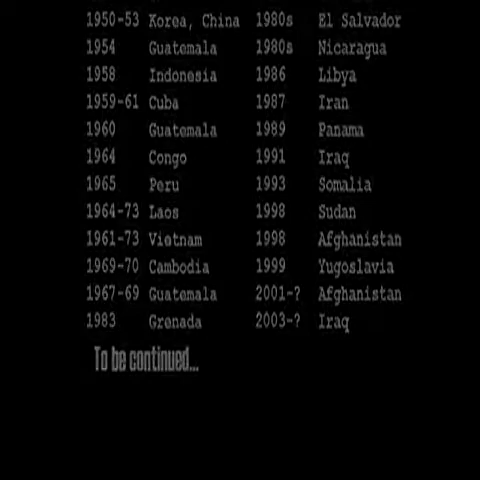 1950-53 Korea, China 1980s El Salvador
1954 Guatemala 1980s Nicaragua
1958 Indonesia 1986 Libya
1959-61 Cuba 1987 Iran
1960 Guatemala 1989 Panama
1964 Congo 1991 Iraq
1965 Peru 1993 Somalia
1964-73 Laos 1998 Sudan
1961-73 Vietnam 1998 Afghanistan
1969-70 Cambodia 1999 Yugoslavia
1967-69 Guatemala 2001-? Afghanistan
1983 Grenada 2003-? Iraq
To be continued...